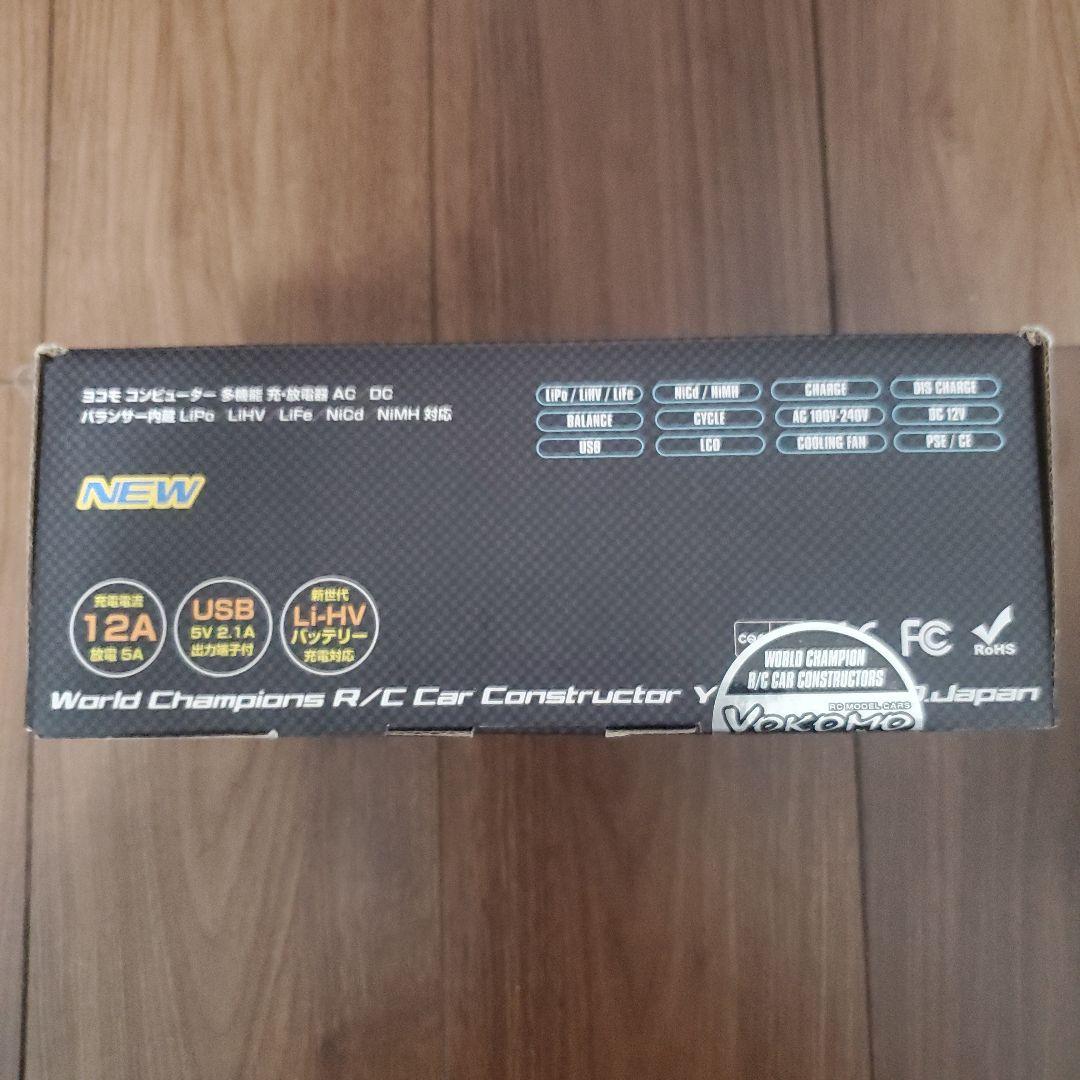 ヨコモ コンピューター 多機能 充・放電器 AC DC
バランサー内蔵 LiPo LiHV LiFe NiCd NiMH 対応
LiPo / LiHV / LiFe
NiCd / NiMH
CHARGE
DIS CHARGE
BALANCE
CYCLE
AC 100V-240V
DC 12V
USB
LCD
COOLING FAN
PSE / CE
NEW
充電電流
12A
放電 5A
USB
5V 2.1A
出力端子付
新世代
Li-HV
バッテリー
充電対応
FC
RoHS
WORLD CHAMPION
R/C CAR CONSTRUCTORS
RC MODEL CARS
YOKOMO
World Champions R/C Car Constructor Y
.Japan